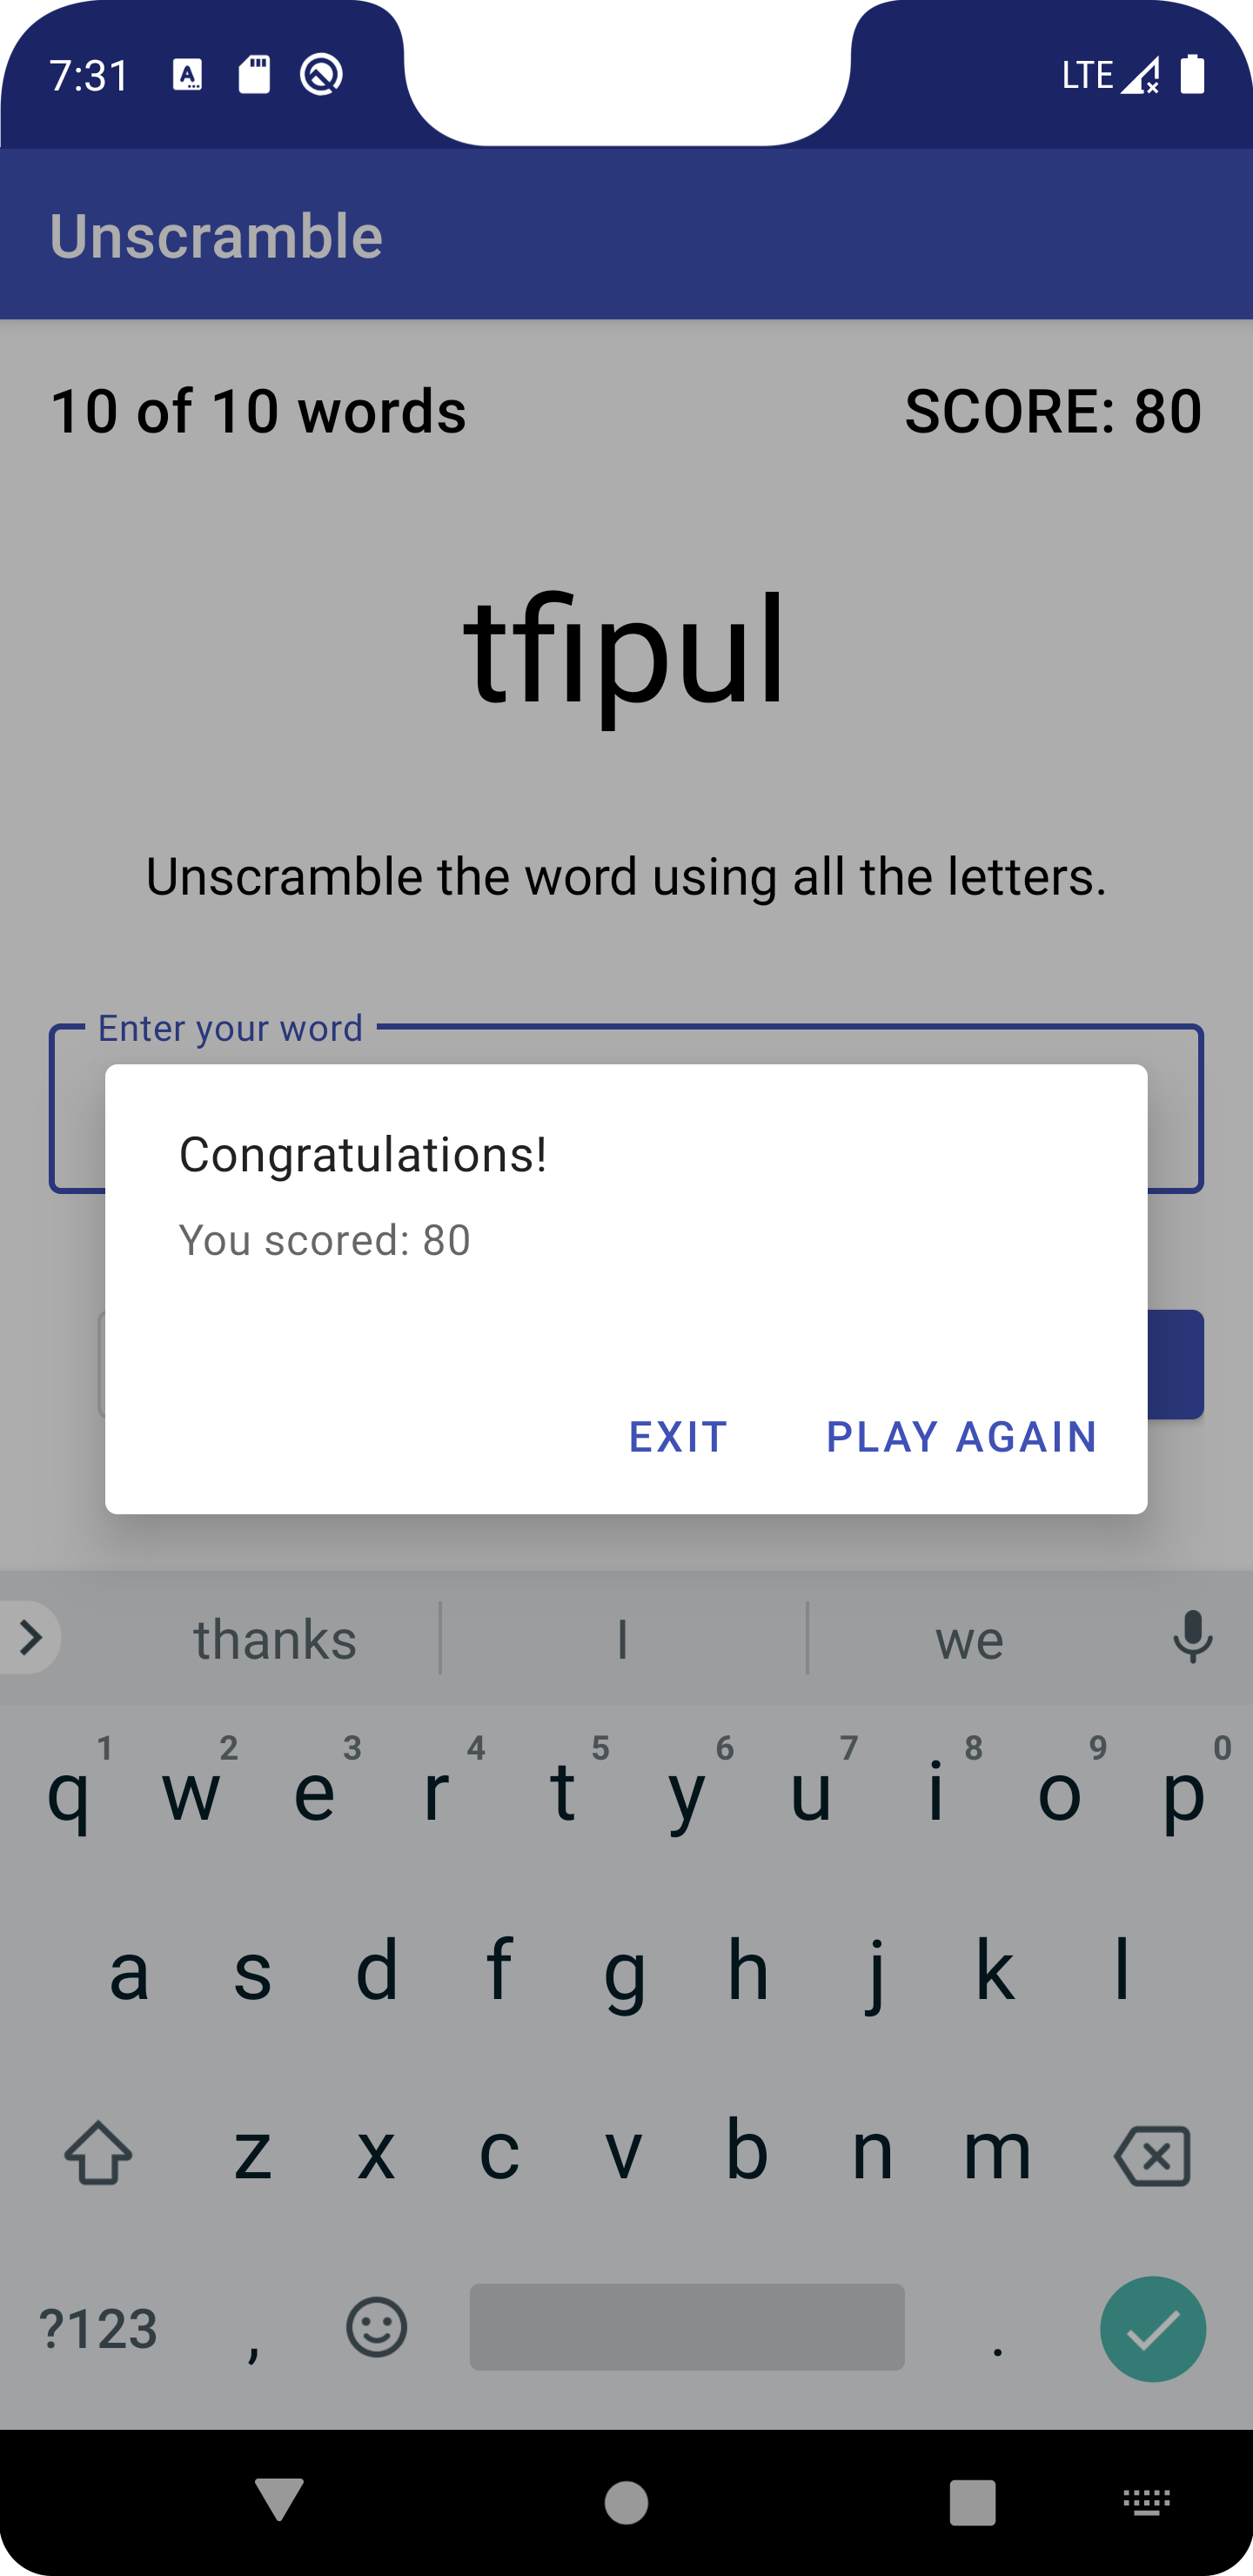 7:31 LTE
Unscramble
10 of 10 words SCORE: 80
tfipul
Unscramble the word using all the letters.
Enter your word
Congratulations!
You scored: 80
EXIT PLAY AGAIN
thanks I we
1 2 3 4 5 6 7 8 9 0
q w e r t y u i o p
a s d f g h j k l
z x c v b n m
?123 , .